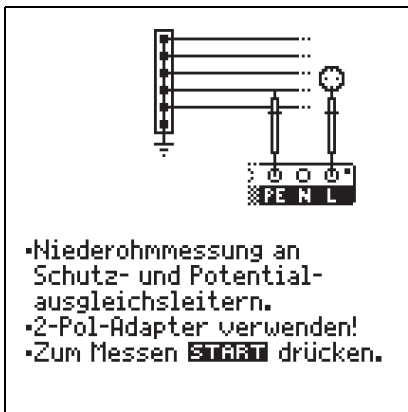 PE N L
▪Niederohmmessung an
Schutz- und Potential-
ausgleichsleitern.
▪2-Pol-Adapter verwenden!
▪Zum Messen START drücken.